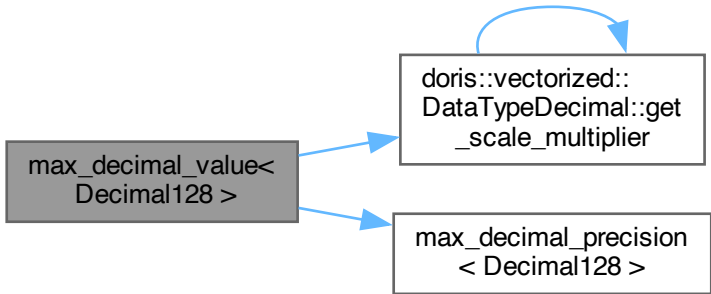 doris::vectorized::
DataTypeDecimal::get
_scale_multiplier
max_decimal_value<
Decimal128 >
max_decimal_precision
< Decimal128 >